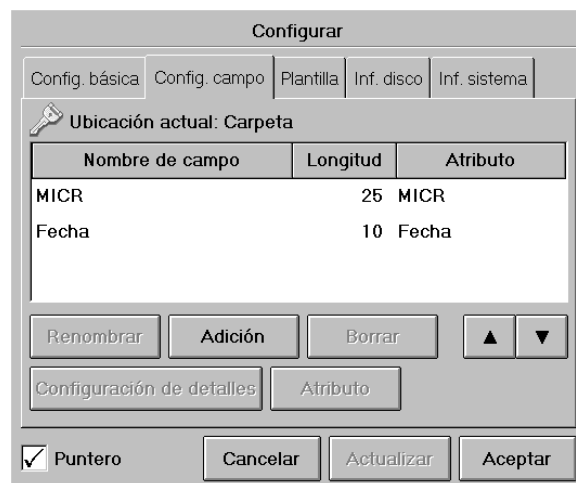 Configurar
Config. básica Config. campo Plantilla Inf. disco Inf. sistema
Ubicación actual: Carpeta
Nombre de campo Longitud Atributo
MICR 25 MICR
Fecha 10 Fecha
Renombrar Adición Borrar
Configuración de detalles Atributo
Puntero Cancelar Actualizar Aceptar